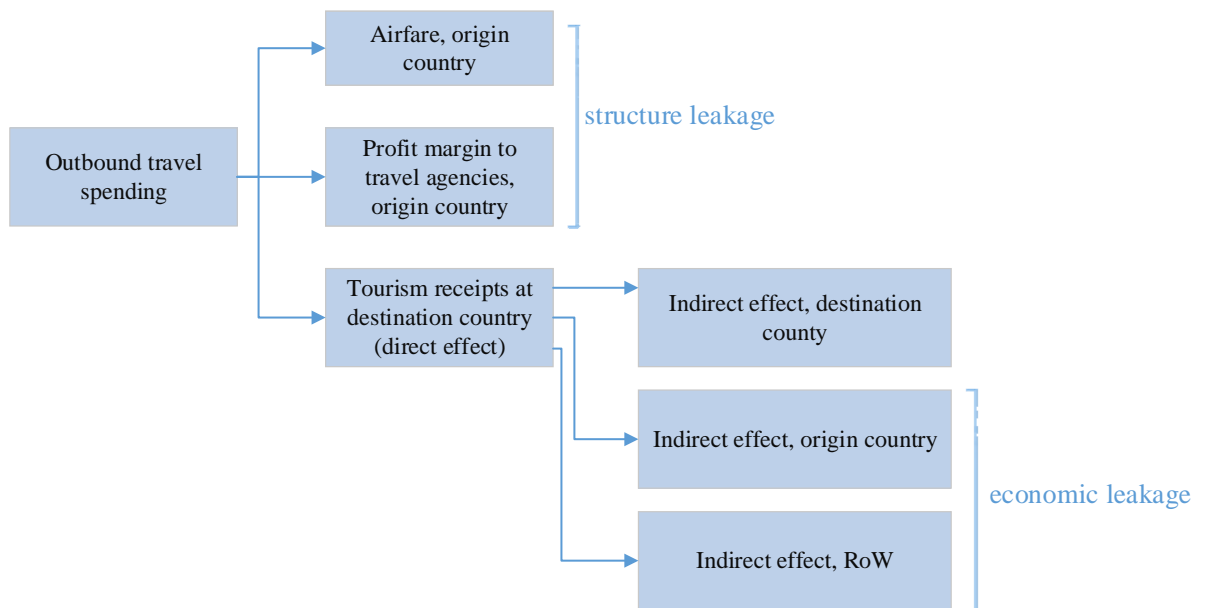 Airfare, origin
country
structure leakage
Outbound travel
spending
Profit margin to
travel agencies,
origin country
Tourism receipts at
destination country
(direct effect)
Indirect effect, destination
county
Indirect effect, origin country
economic leakage
Indirect effect, RoW